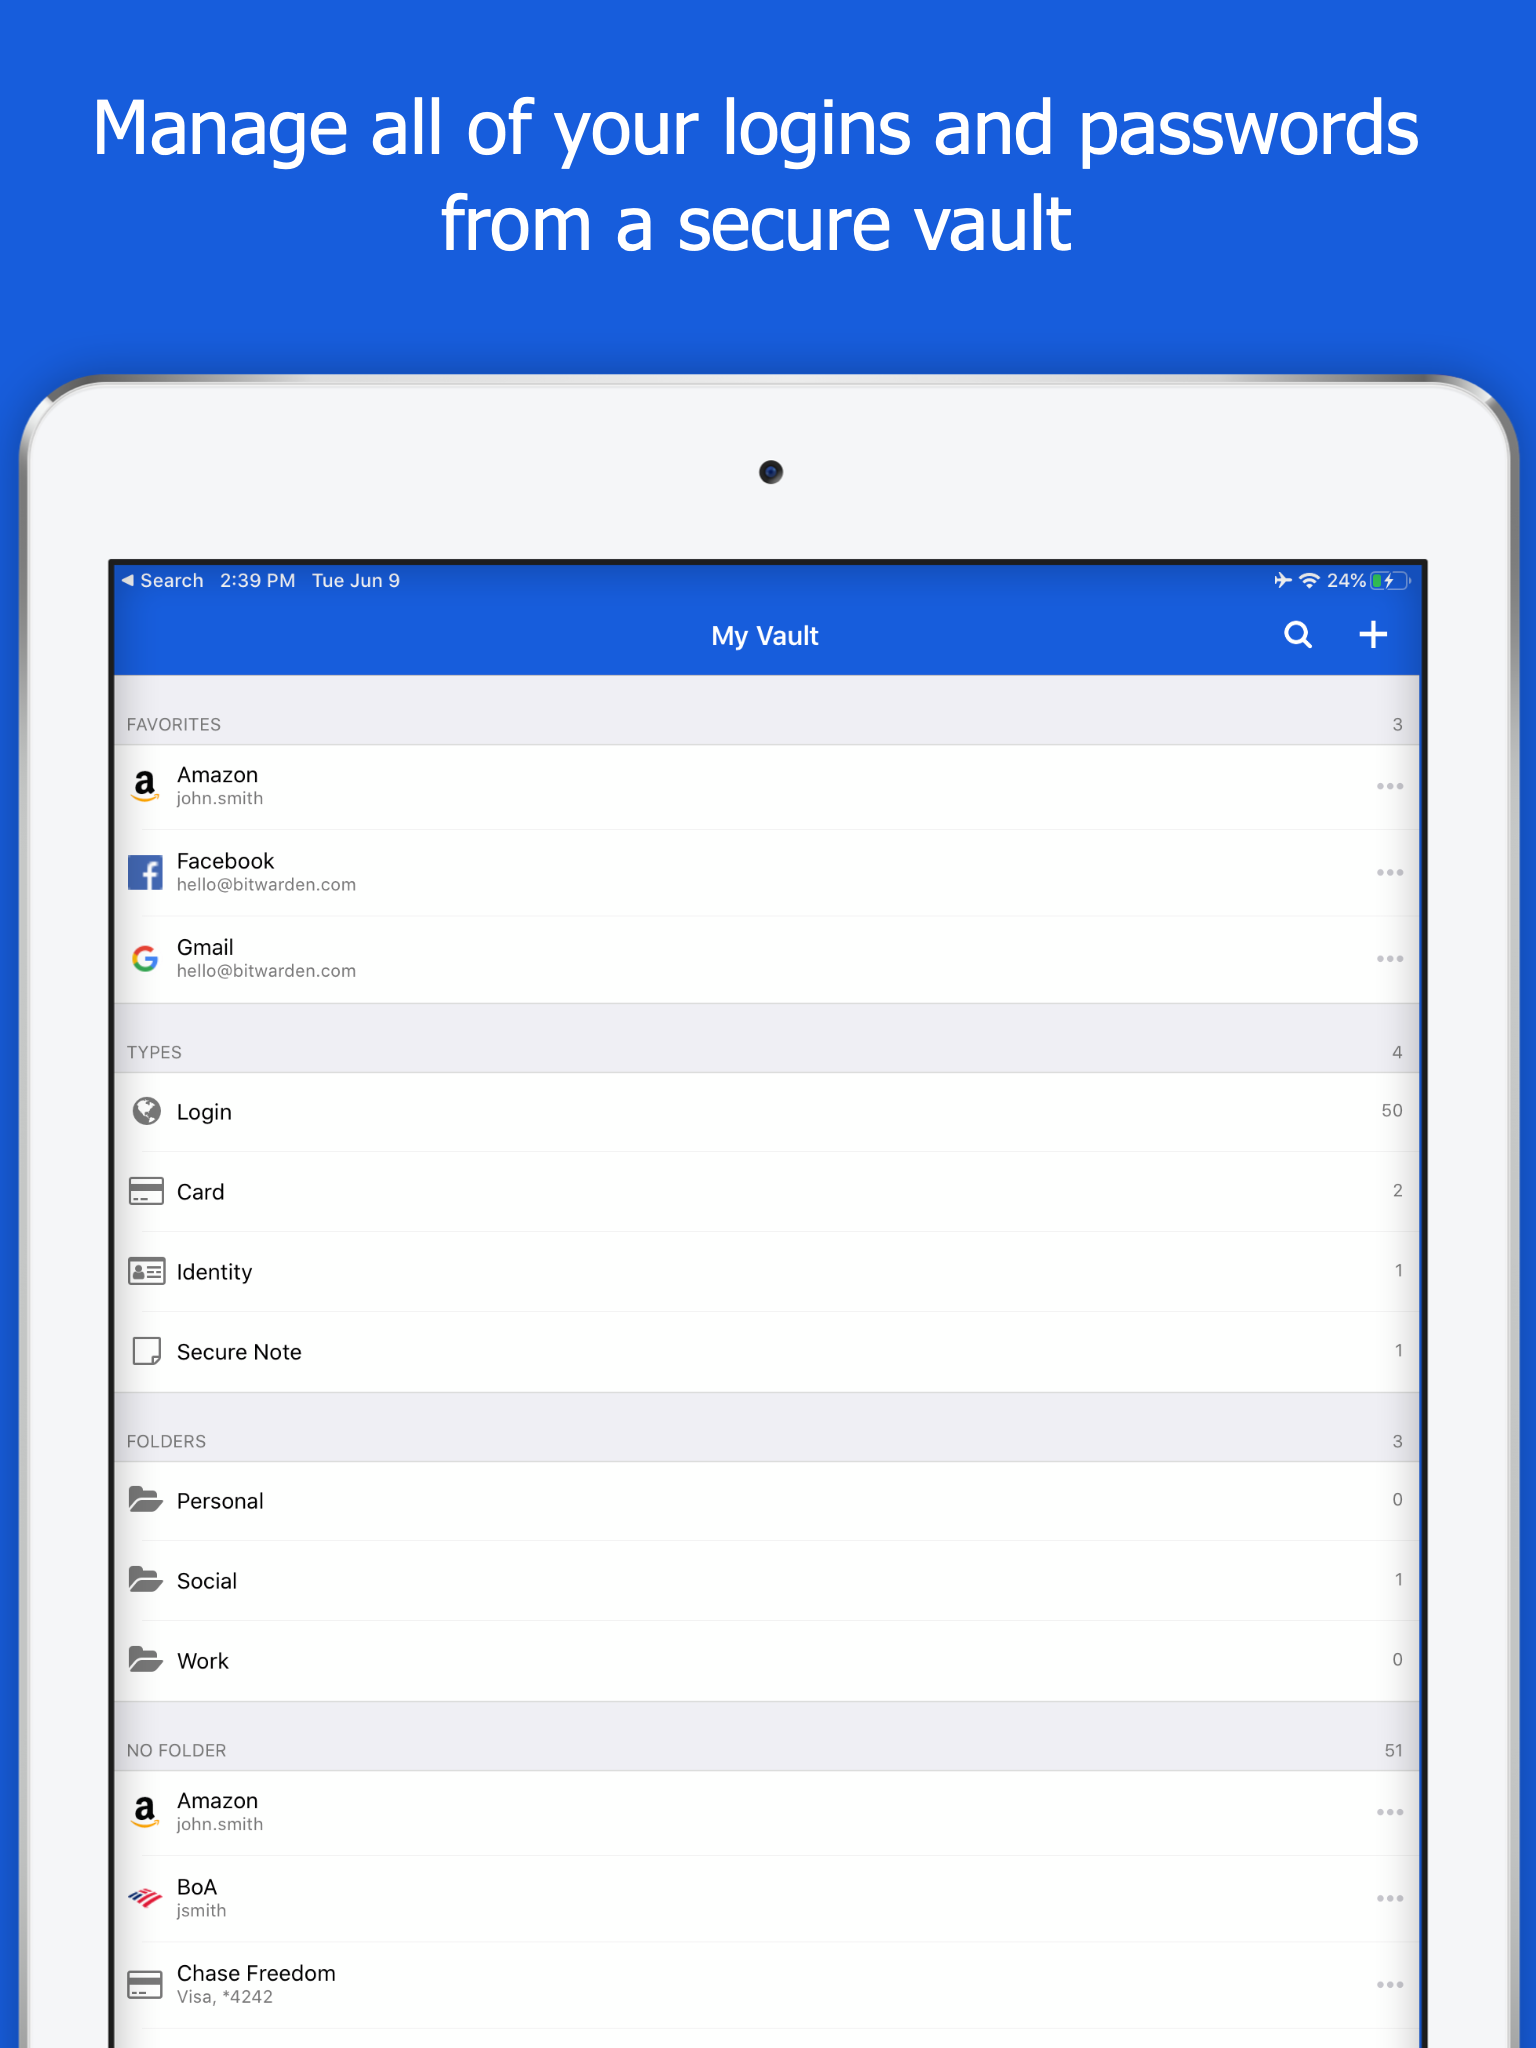 Manage all of your logins and passwords
from a secure vault
Search 2:39 PM Tue Jun 9 24%
My Vault
FAVORITES 3
Amazon
john.smith
Facebook
hello@bitwarden.com
Gmail
hello@bitwarden.com
TYPES 4
Login 50
Card 2
Identity 1
Secure Note 1
FOLDERS 3
Personal 0
Social 1
Work 0
NO FOLDER 51
Amazon
john.smith
BoA
jsmith
Chase Freedom
Visa, *4242